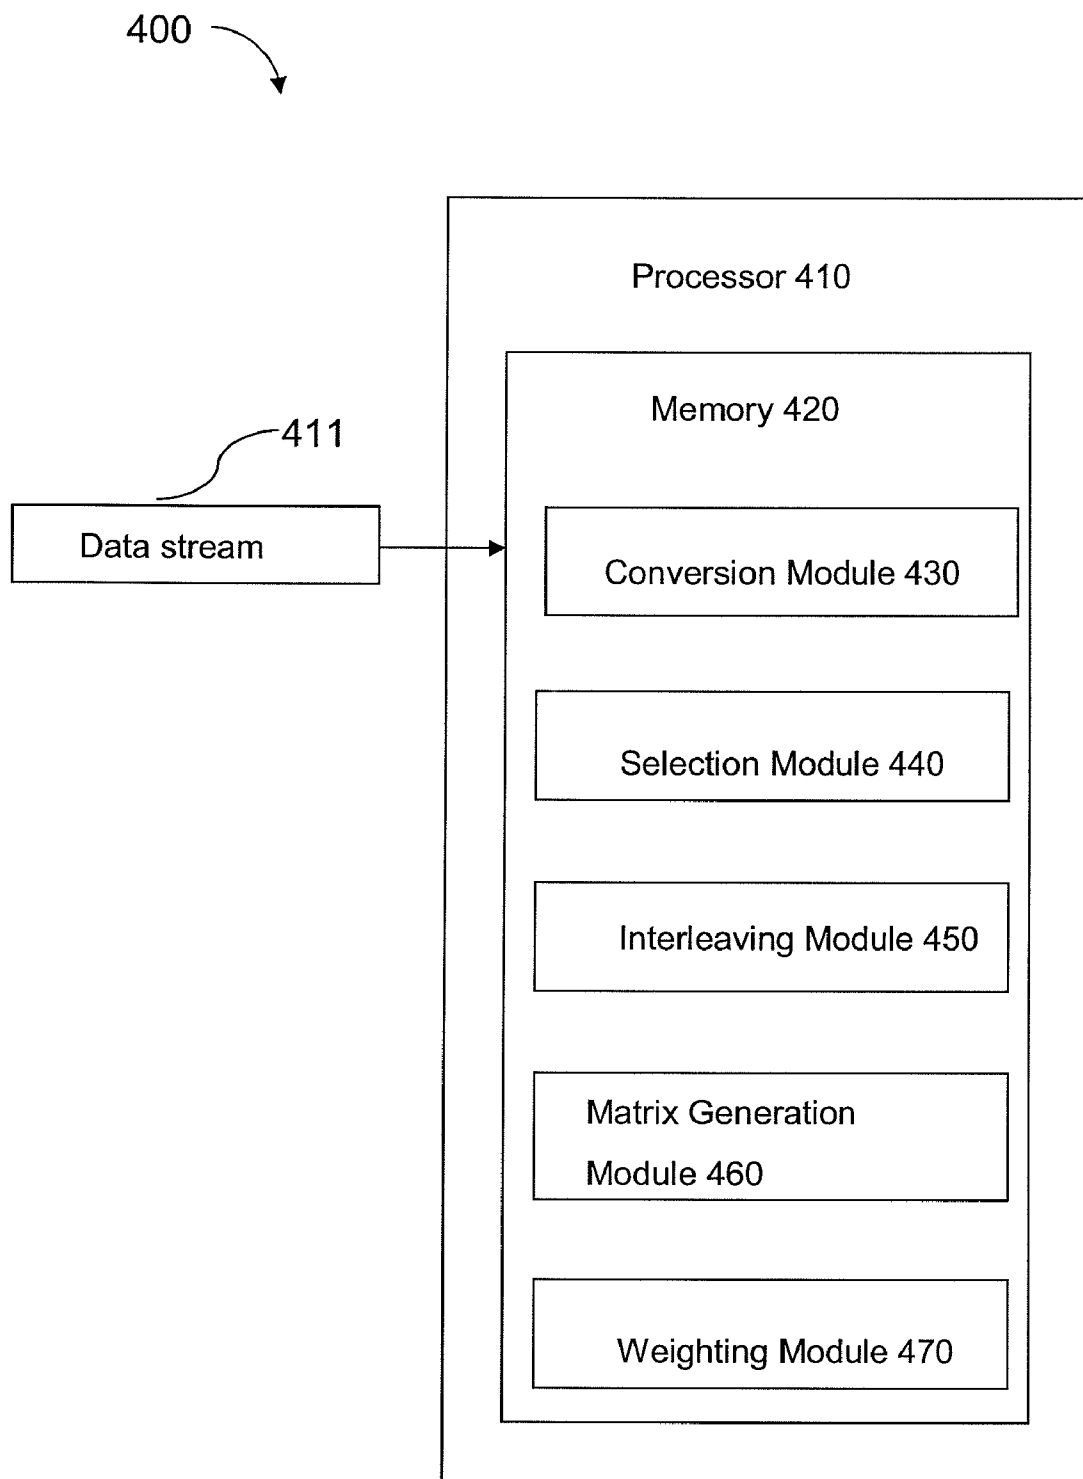 400
Processor 410
Memory 420
411
Data stream
Conversion Module 430
Selection Module 440
Interleaving Module 450
Matrix Generation
Module 460
Weighting Module 470